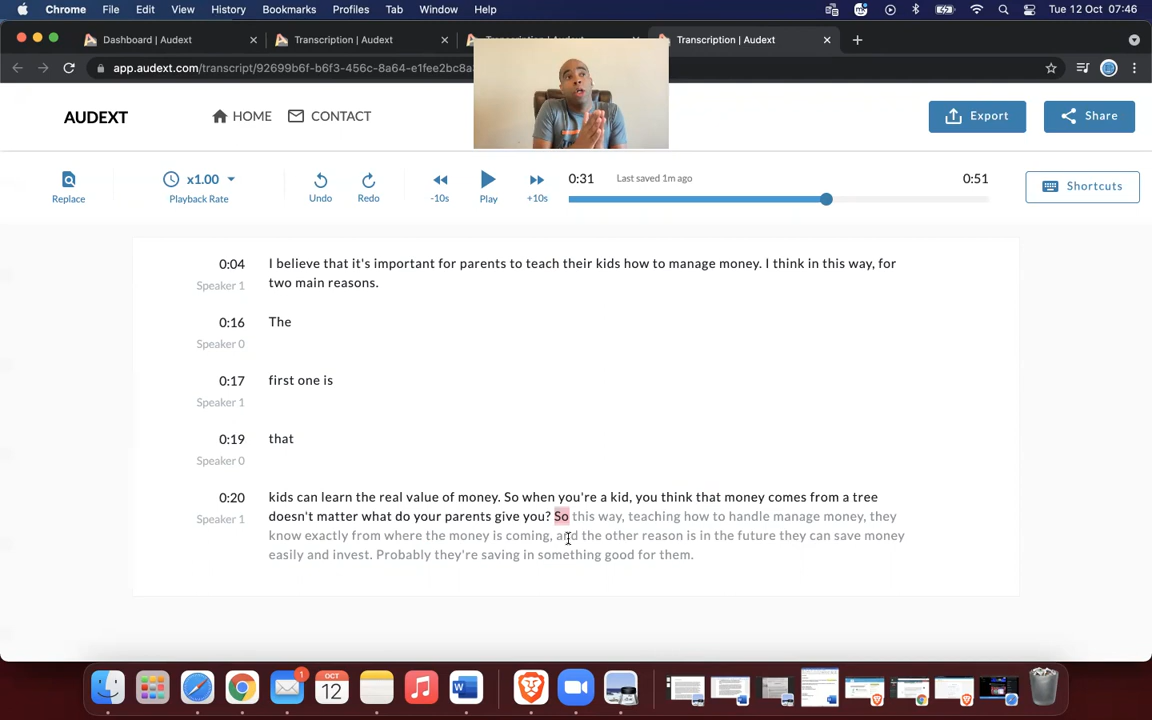 Chrome File Edit View History Bookmarks Profiles Tab Window Help Tue 12 Oct 07:46
Dashboard | Audext Transcription | Audext Transcription | Audext
app.audext.com/transcript/92699b6f-b6f3-456c-8a64-e1fee2bc8a
AUDEXT HOME CONTACT Export Share
x1.00 0:31 Last saved 1m ago 0:51 Shortcuts
Replace Playback Rate Undo Redo -10s Play +10s
0:04 I believe that it's important for parents to teach their kids how to manage money. I think in this way, for
Speaker 1 two main reasons.
0:16 The
Speaker 0
0:17 first one is
Speaker 1
0:19 that
Speaker 0
0:20 kids can learn the real value of money. So when you're a kid, you think that money comes from a tree
Speaker 1 doesn't matter what do your parents give you? So this way, teaching how to handle manage money, they
know exactly from where the money is coming, and the other reason is in the future they can save money
easily and invest. Probably they're saving in something good for them.
1
OCT
12